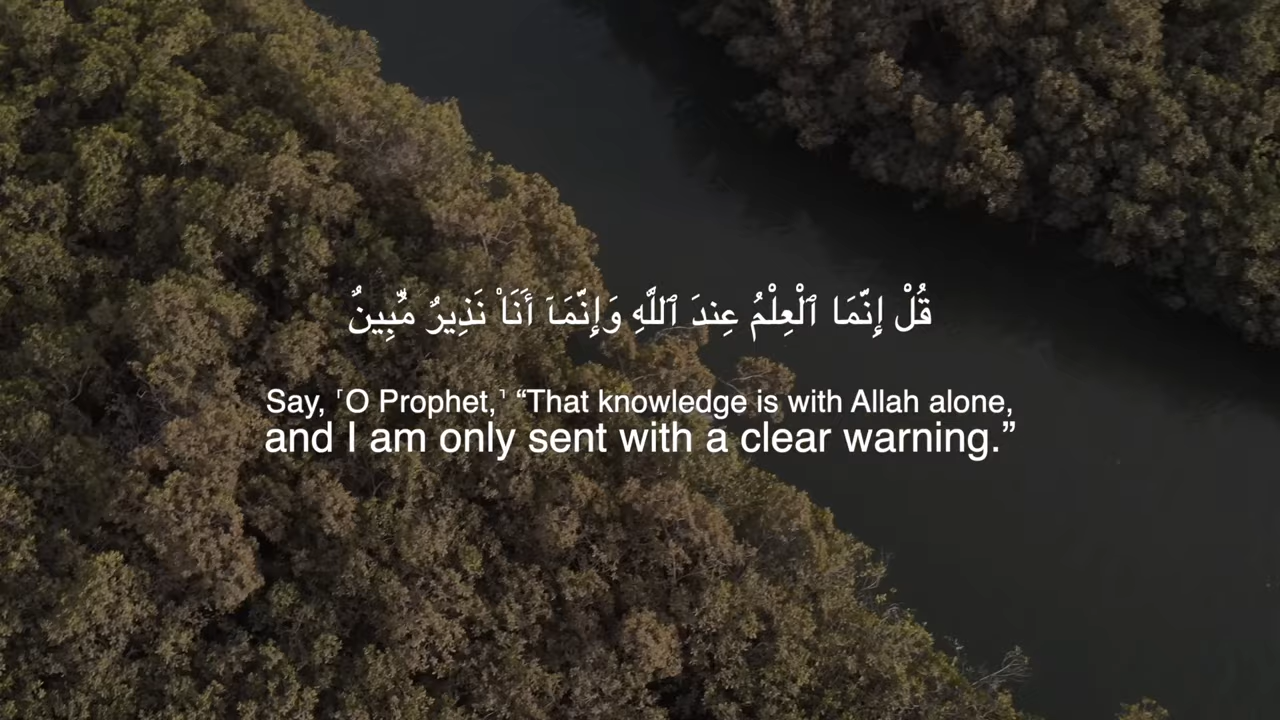 قُلْ إِنَّمَا ٱلْعِلْمُ عِندَ ٱللَّهِ وَإِنَّمَآ أَنَا۠ نَذِيرٌ مُّبِينٌ
Say, ˹O Prophet,˺ “That knowledge is with Allah alone,
and I am only sent with a clear warning.”